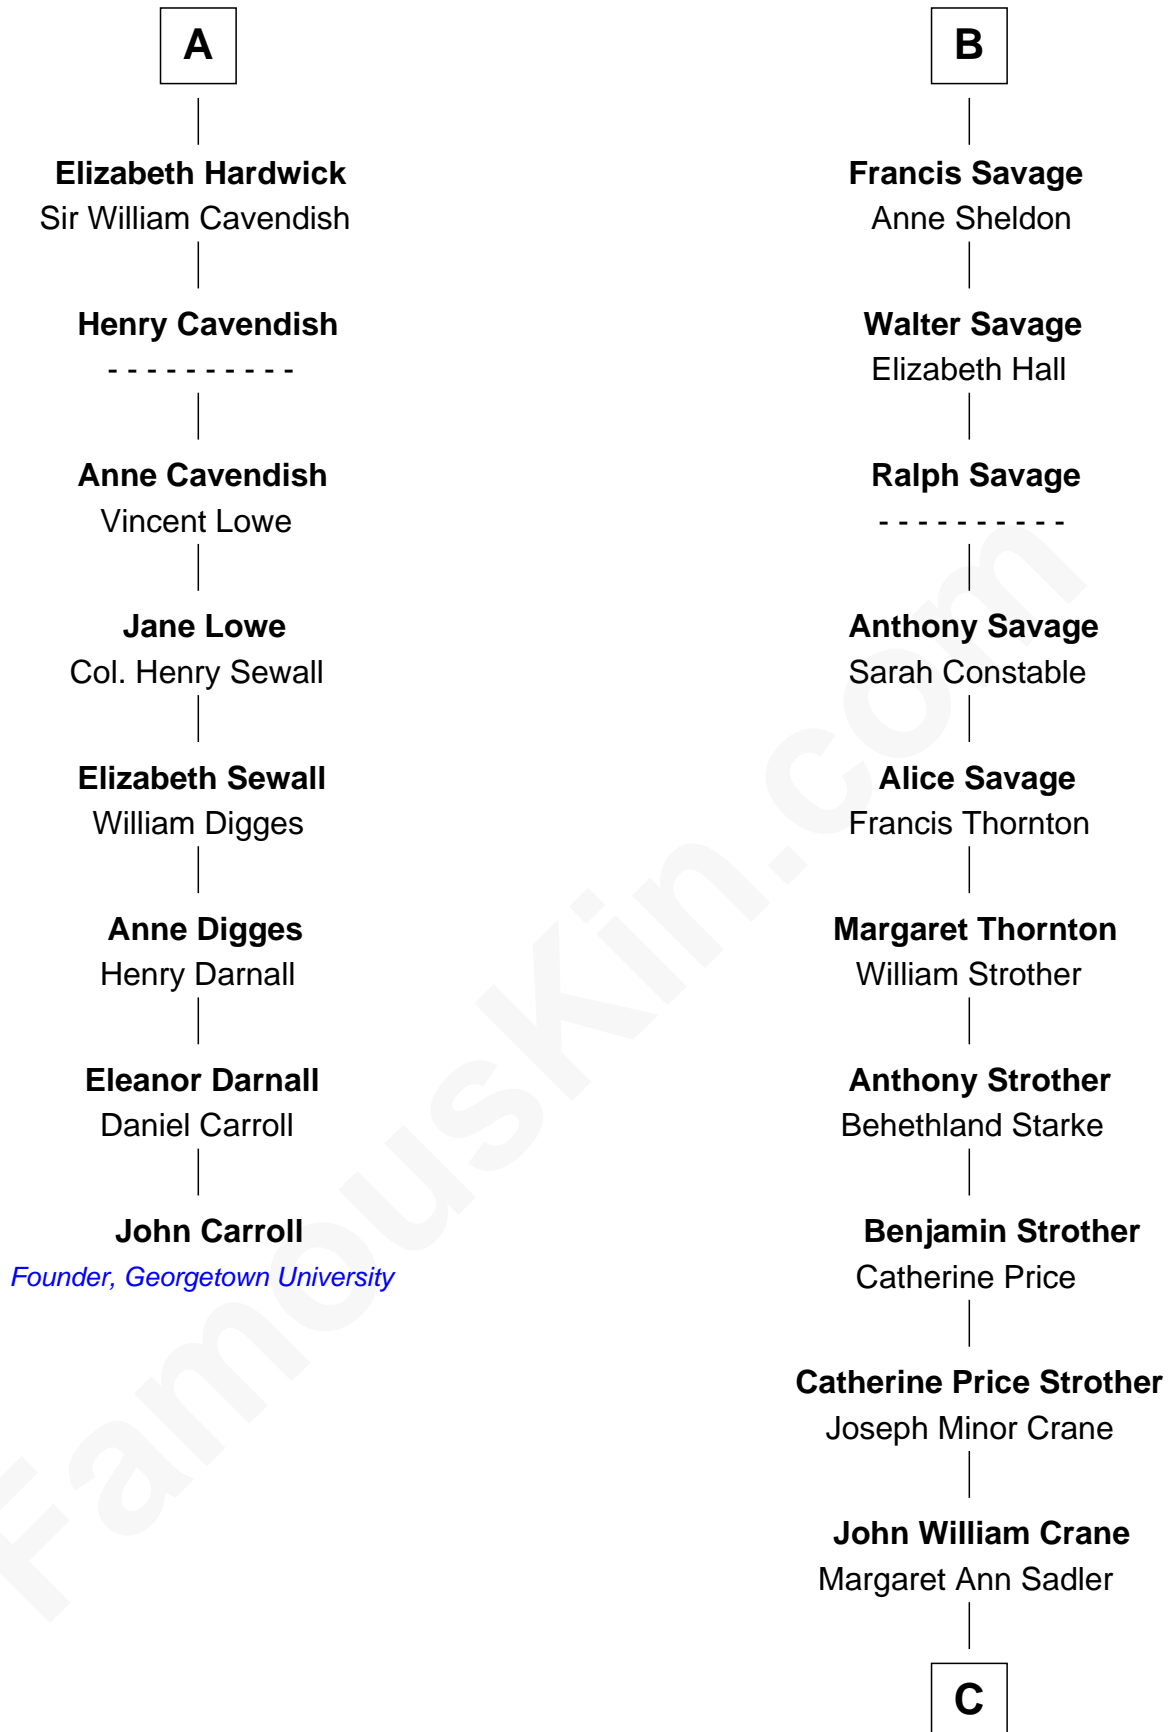 A
Elizabeth Hardwick
Sir William Cavendish
Henry Cavendish
- - - - - - - - - -
Anne Cavendish
Vincent Lowe
Jane Lowe
Col. Henry Sewall
Elizabeth Sewall
William Digges
Anne Digges
Henry Darnall
Eleanor Darnall
Daniel Carroll
John Carroll
Founder, Georgetown University
B
Francis Savage
Anne Sheldon
Walter Savage
Elizabeth Hall
Ralph Savage
- - - - - - - - - -
Anthony Savage
Sarah Constable
Alice Savage
Francis Thornton
Margaret Thornton
William Strother
Anthony Strother
Behethland Starke
Benjamin Strother
Catherine Price
Catherine Price Strother
Joseph Minor Crane
John William Crane
Margaret Ann Sadler
C
FamousKin.com